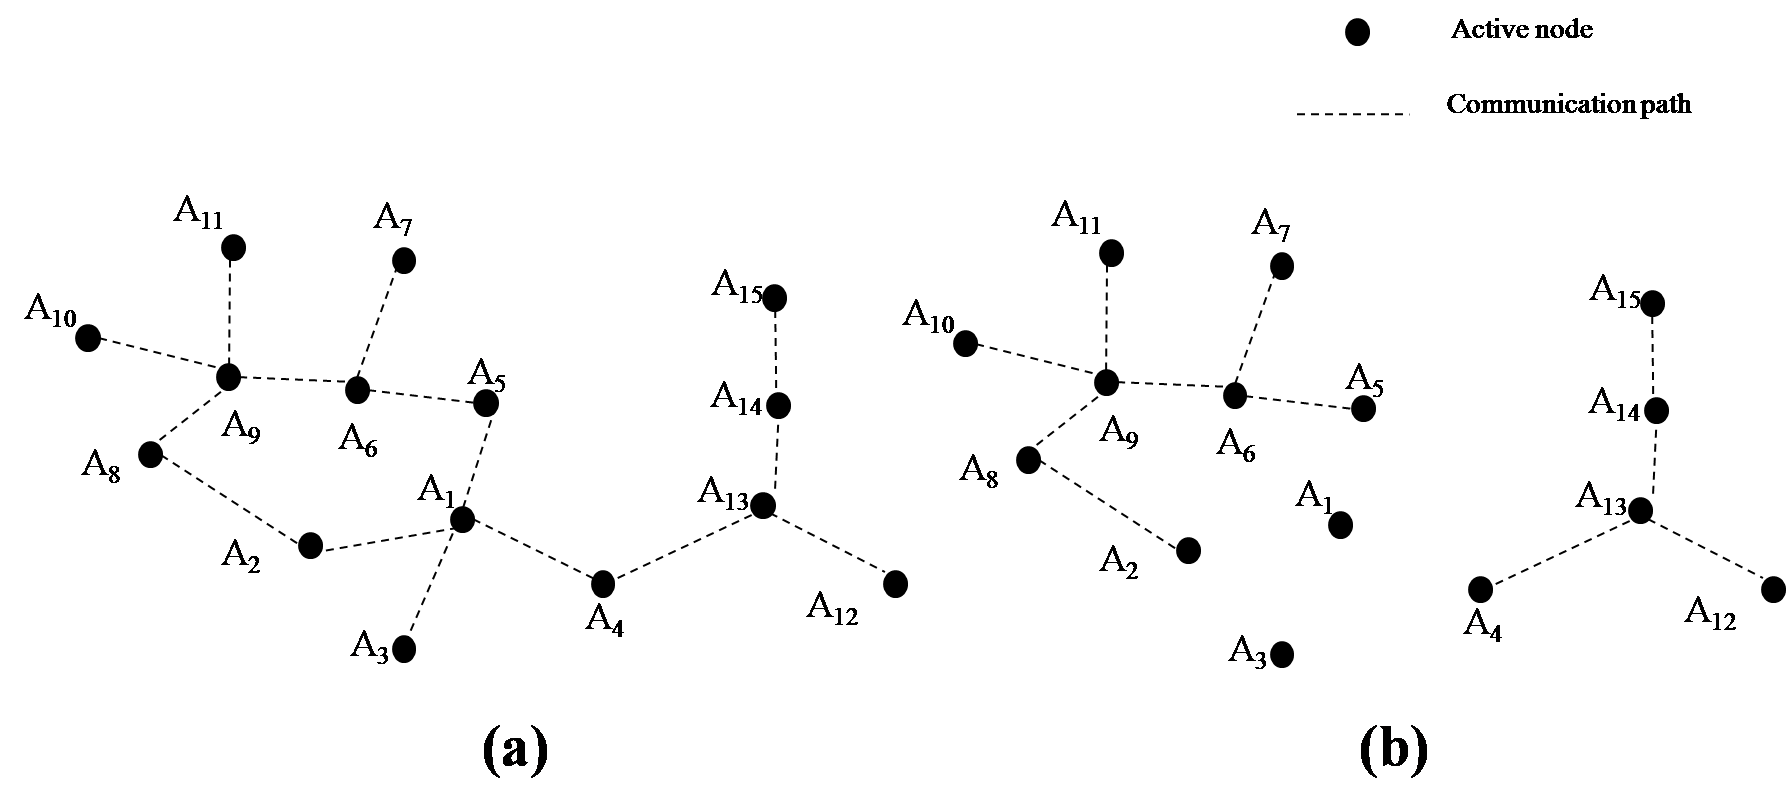 Active node
Communication path
A11
A7
A10
A15
A5
A14
A9
A6
A8
A1
A13
A2
A4
A12
A3
(a)
A11
A7
A10
A15
A5
A14
A9
A6
A8
A1
A13
A2
A4
A12
A3
(b)